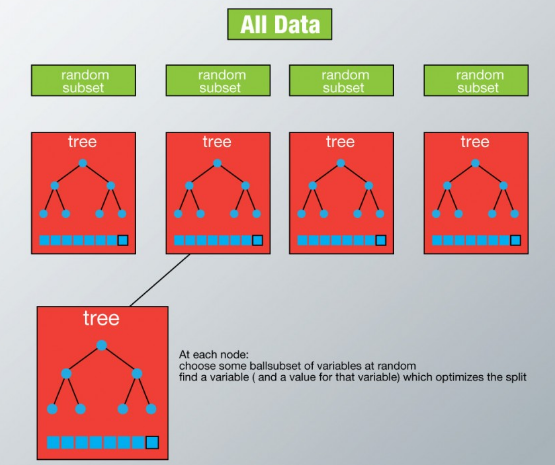 All Data
random
subset
random
subset
random
subset
random
subset
tree
tree
tree
tree
tree
At each node:
choose some ballsubset of variables at random
find a variable ( and a value for that variable) which optimizes the split